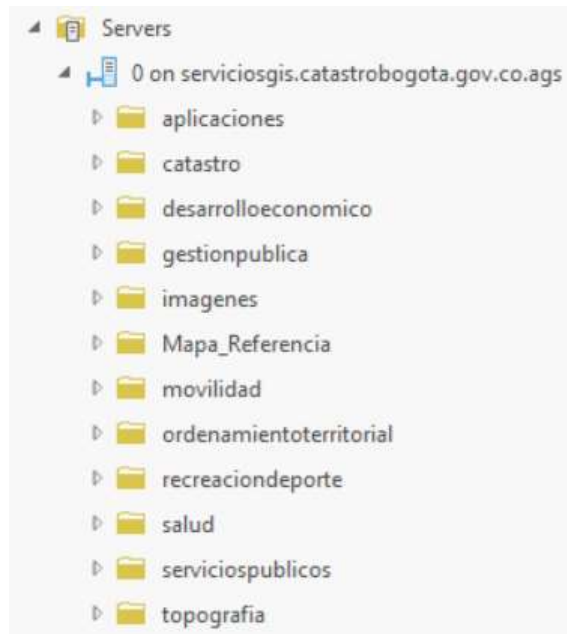 Servers
0 on serviciosgis.catastrobogota.gov.co.ags
aplicaciones
catastro
desarrolloeconomico
gestionpublica
imagenes
Mapa_Referencia
movilidad
ordenamientoterritorial
recreaciondeporte
salud
serviciospublicos
topografia